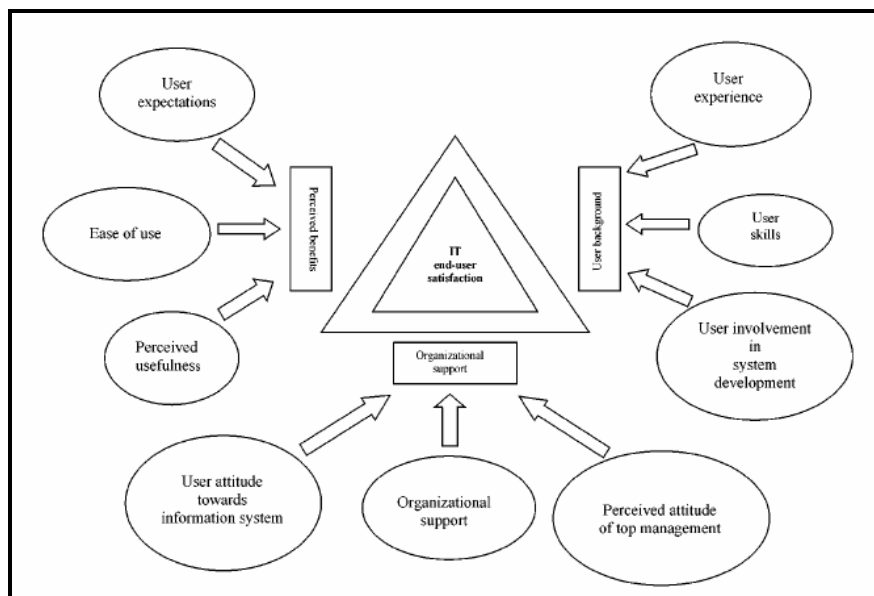 User
expectations
User
experience
Perceived benefits
User background
Ease of use
User
skills
IT
end-user
satisfaction
Perceived
usefulness
Organizational
support
User involvement
in
system
development
User attitude
towards
information system
Organizational
support
Perceived attitude
of top management